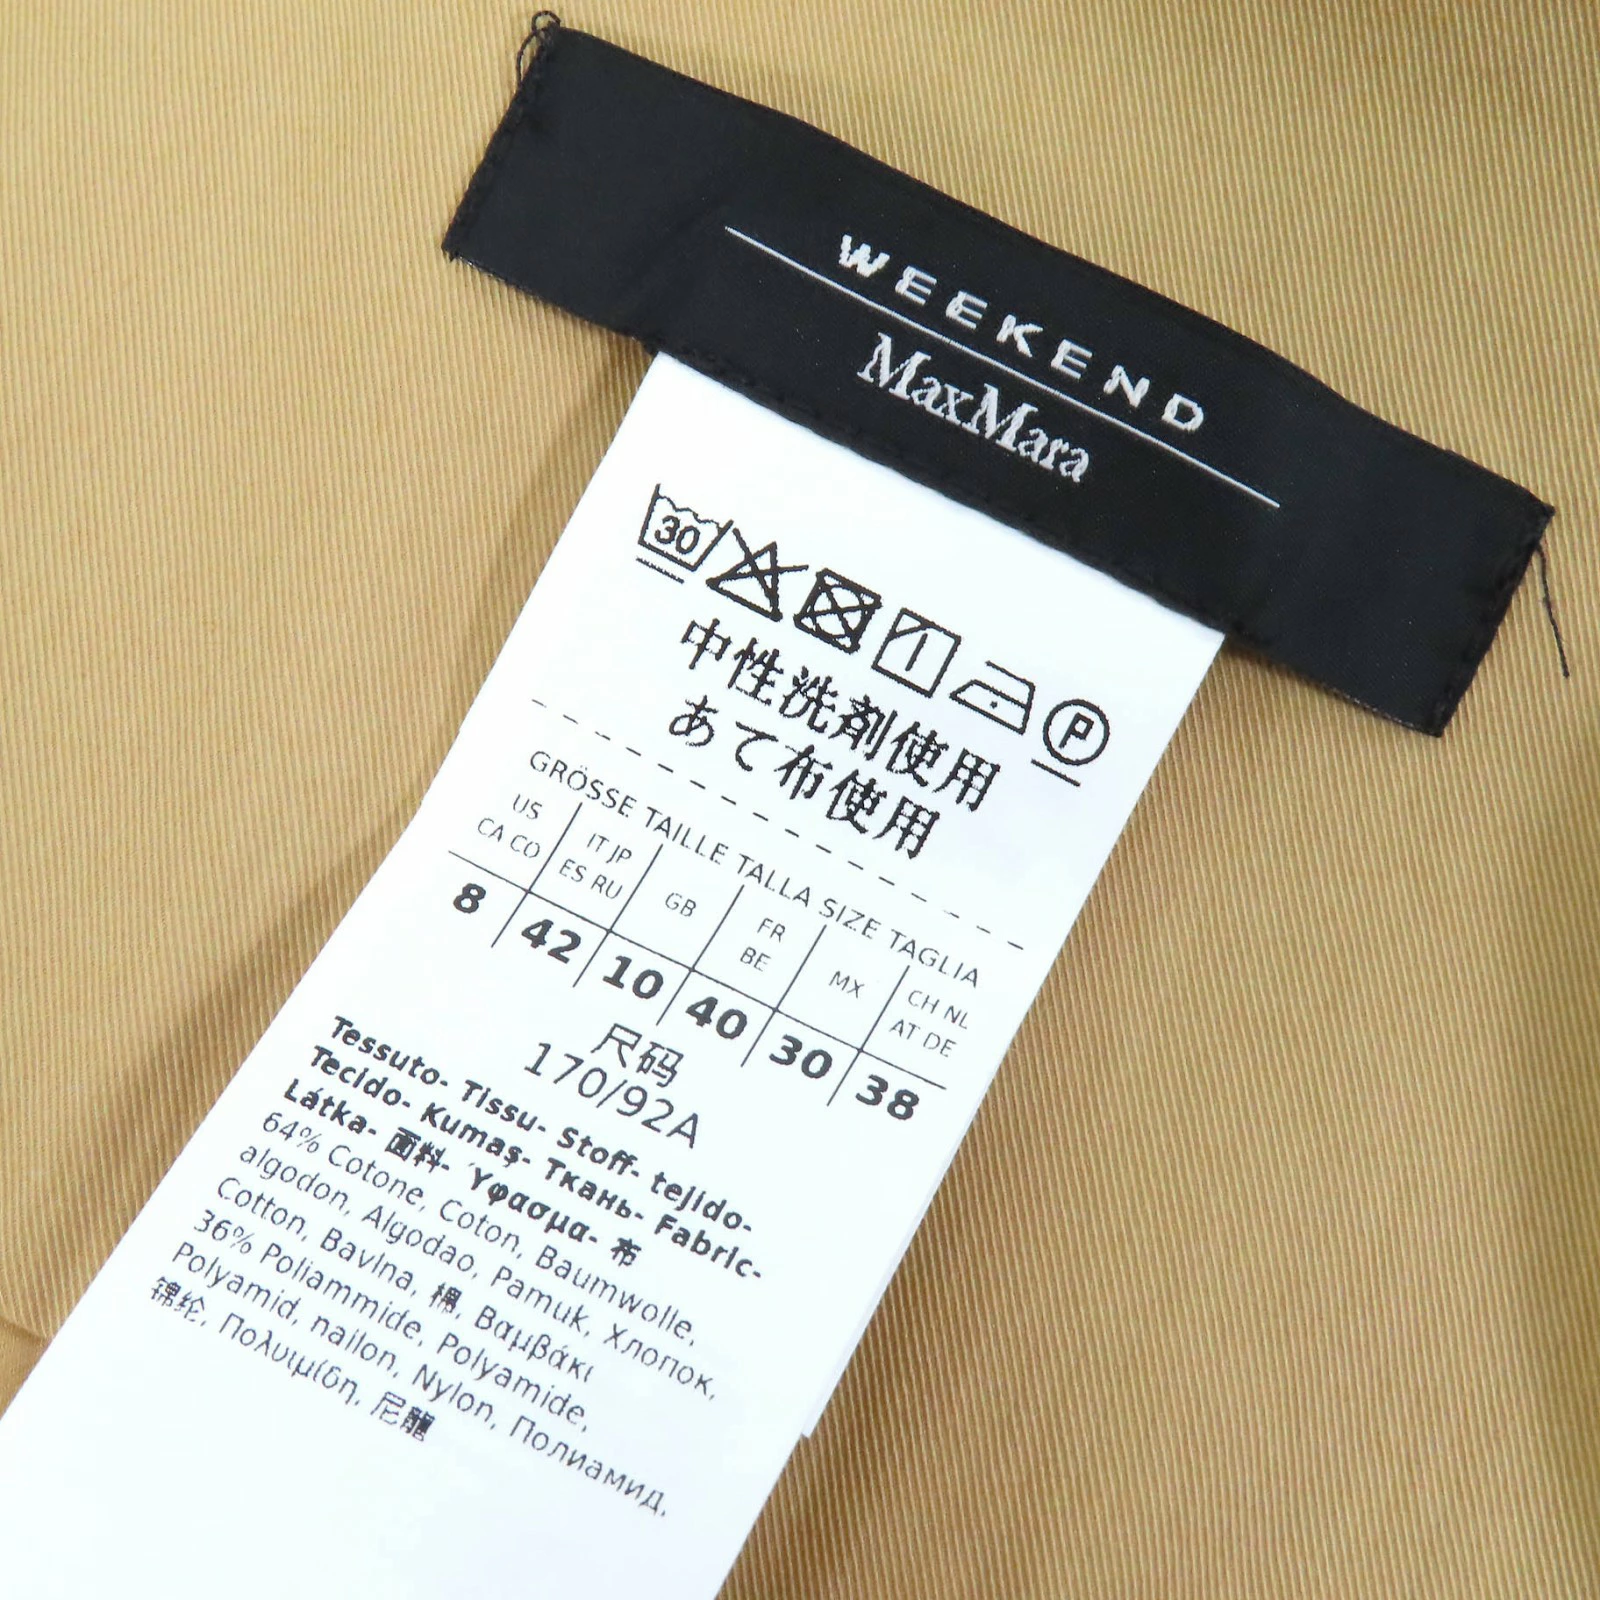 WEEKEND
MaxMara
30
P
中性洗剤使用
あて布使用
GRÖSSE TAILLE TALLA SIZE TAGLIA
US CA CO
IT JP ES RU
GB
FR BE
MX
CH NL AT DE
8 42 10 40 30 38
尺码
170/92A
Tessuto- Tissu- Stoff- tejido-
Tecido- Kumaş- Ткань- Fabric-
Látka- 面料- Ύφασμα- 布
64% Cotone, Coton, Baumwolle,
algodon, Algodao, Pamuk, Хлопок,
Cotton, Bavlna, 棉, Βαμβάκι
36% Poliammide, Polyamide,
Polyamid, nailon, Nylon, Полиамид,
锦纶, Πολυιμίδη, 尼龍